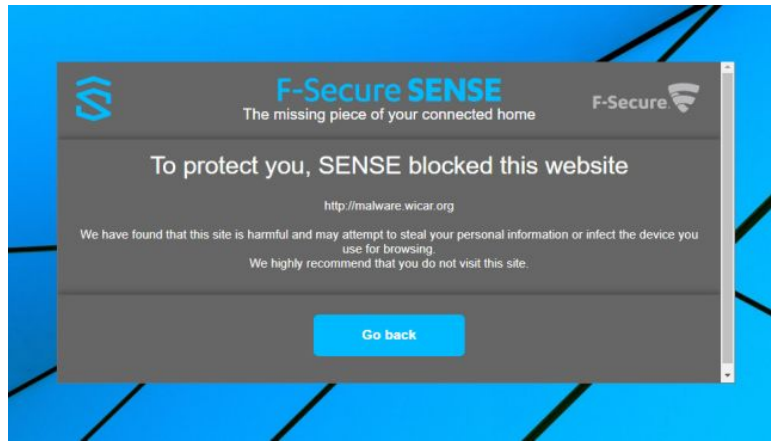 F-Secure SENSE
The missing piece of your connected home
F-Secure.
To protect you, SENSE blocked this website
http://malware.wicar.org
We have found that this site is harmful and may attempt to steal your personal information or infect the device you
use for browsing.
We highly recommend that you do not visit this site.
Go back